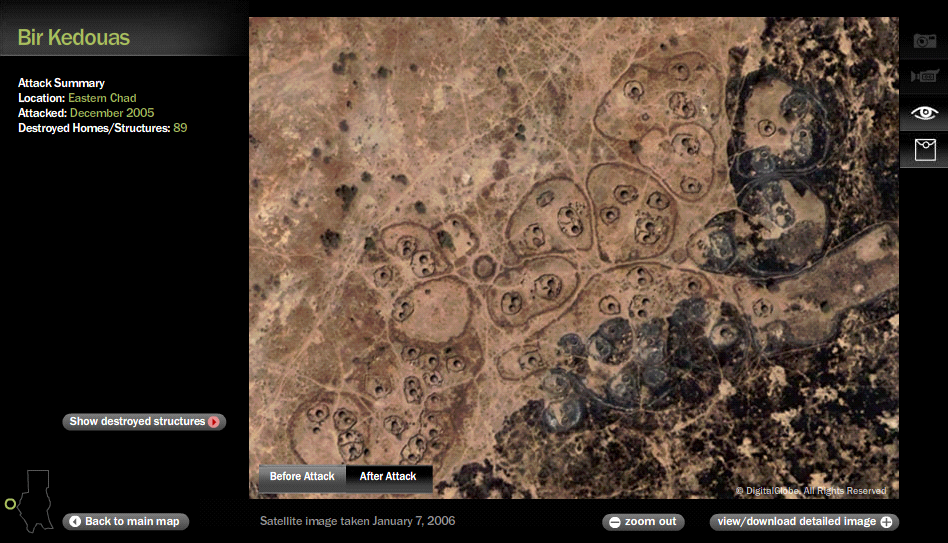 Bir Kedouas
Attack Summary
Location: Eastern Chad
Attacked: December 2005
Destroyed Homes/Structures: 89
Show destroyed structures
Before Attack
After Attack
© DigitalGlobe, All Rights Reserved
Back to main map
Satellite image taken January 7, 2006
zoom out
view/download detailed image